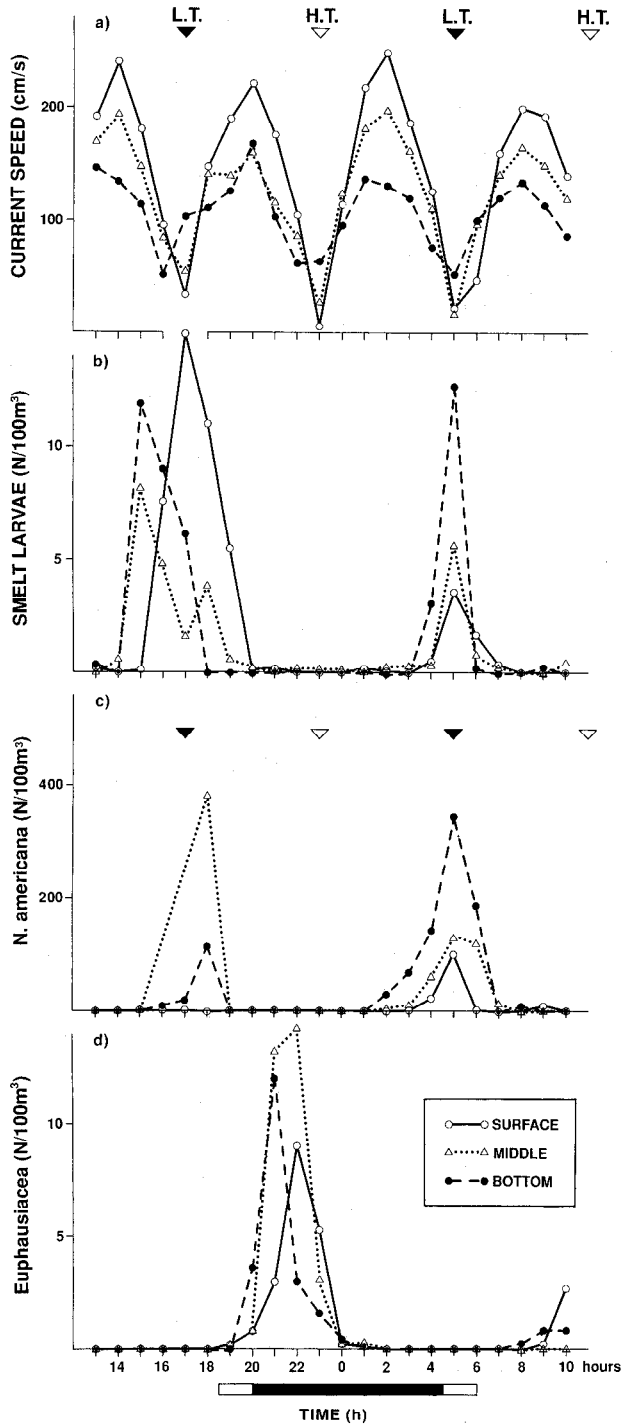 L.T. H.T. L.T. H.T.
a)
CURRENT SPEED (cm/s)
200
100
b)
SMELT LARVAE (N/100m³)
10
5
c)
N. americana (N/100m³)
400
200
d)
Euphausiacea (N/100m³)
10
5
SURFACE
MIDDLE
BOTTOM
14 16 18 20 22 0 2 4 6 8 10 hours
TIME (h)